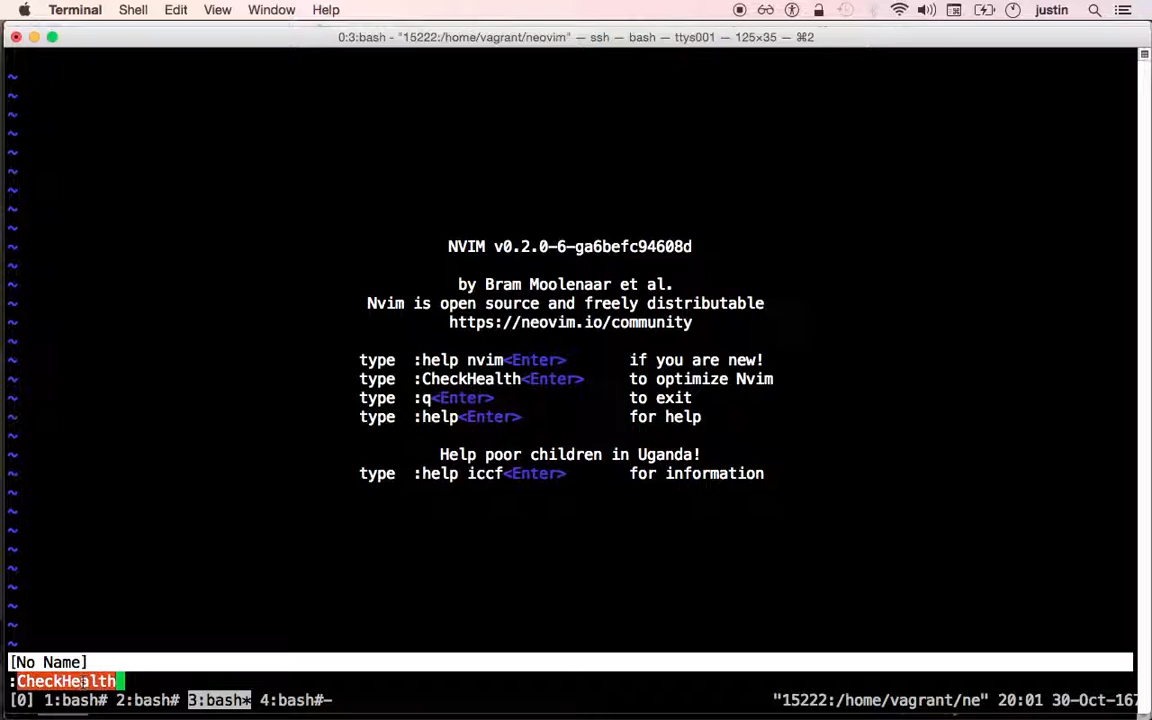 Terminal Shell Edit View Window Help justin
0:3:bash - "15222:/home/vagrant/neovim" — ssh — bash — ttys001 — 125×35 — ⌘2
~
~
~
~
~
~
~
~
~
NVIM v0.2.0-6-ga6befc94608d
~
~
by Bram Moolenaar et al.
~
Nvim is open source and freely distributable
~
https://neovim.io/community
~
~
type :help nvim<Enter> if you are new!
~
type :CheckHealth<Enter> to optimize Nvim
~
type :q<Enter> to exit
~
type :help<Enter> for help
~
~
Help poor children in Uganda!
~
type :help iccf<Enter> for information
~
~
~
~
~
~
~
~
~
[No Name]
:CheckHealth
[0] 1:bash# 2:bash# 3:bash* 4:bash#- "15222:/home/vagrant/ne" 20:01 30-Oct-167